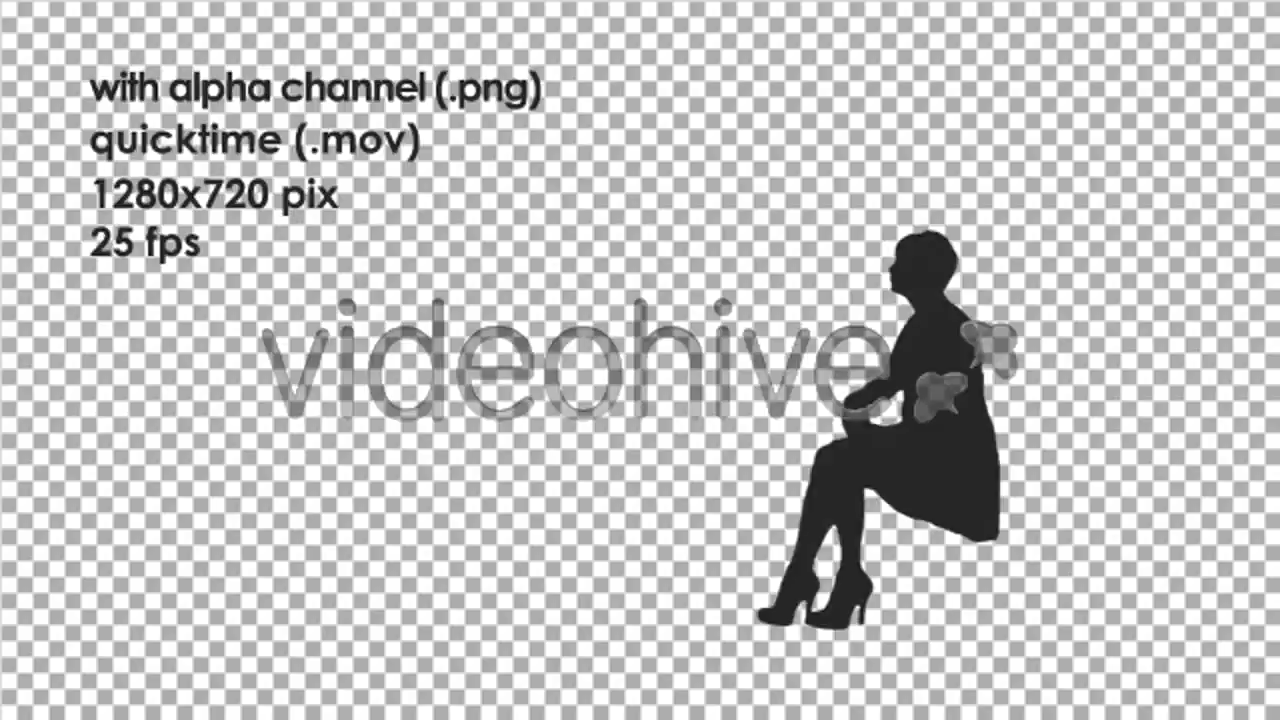 with alpha channel (.png)
quicktime (.mov)
1280x720 pix
25 fps
videohive